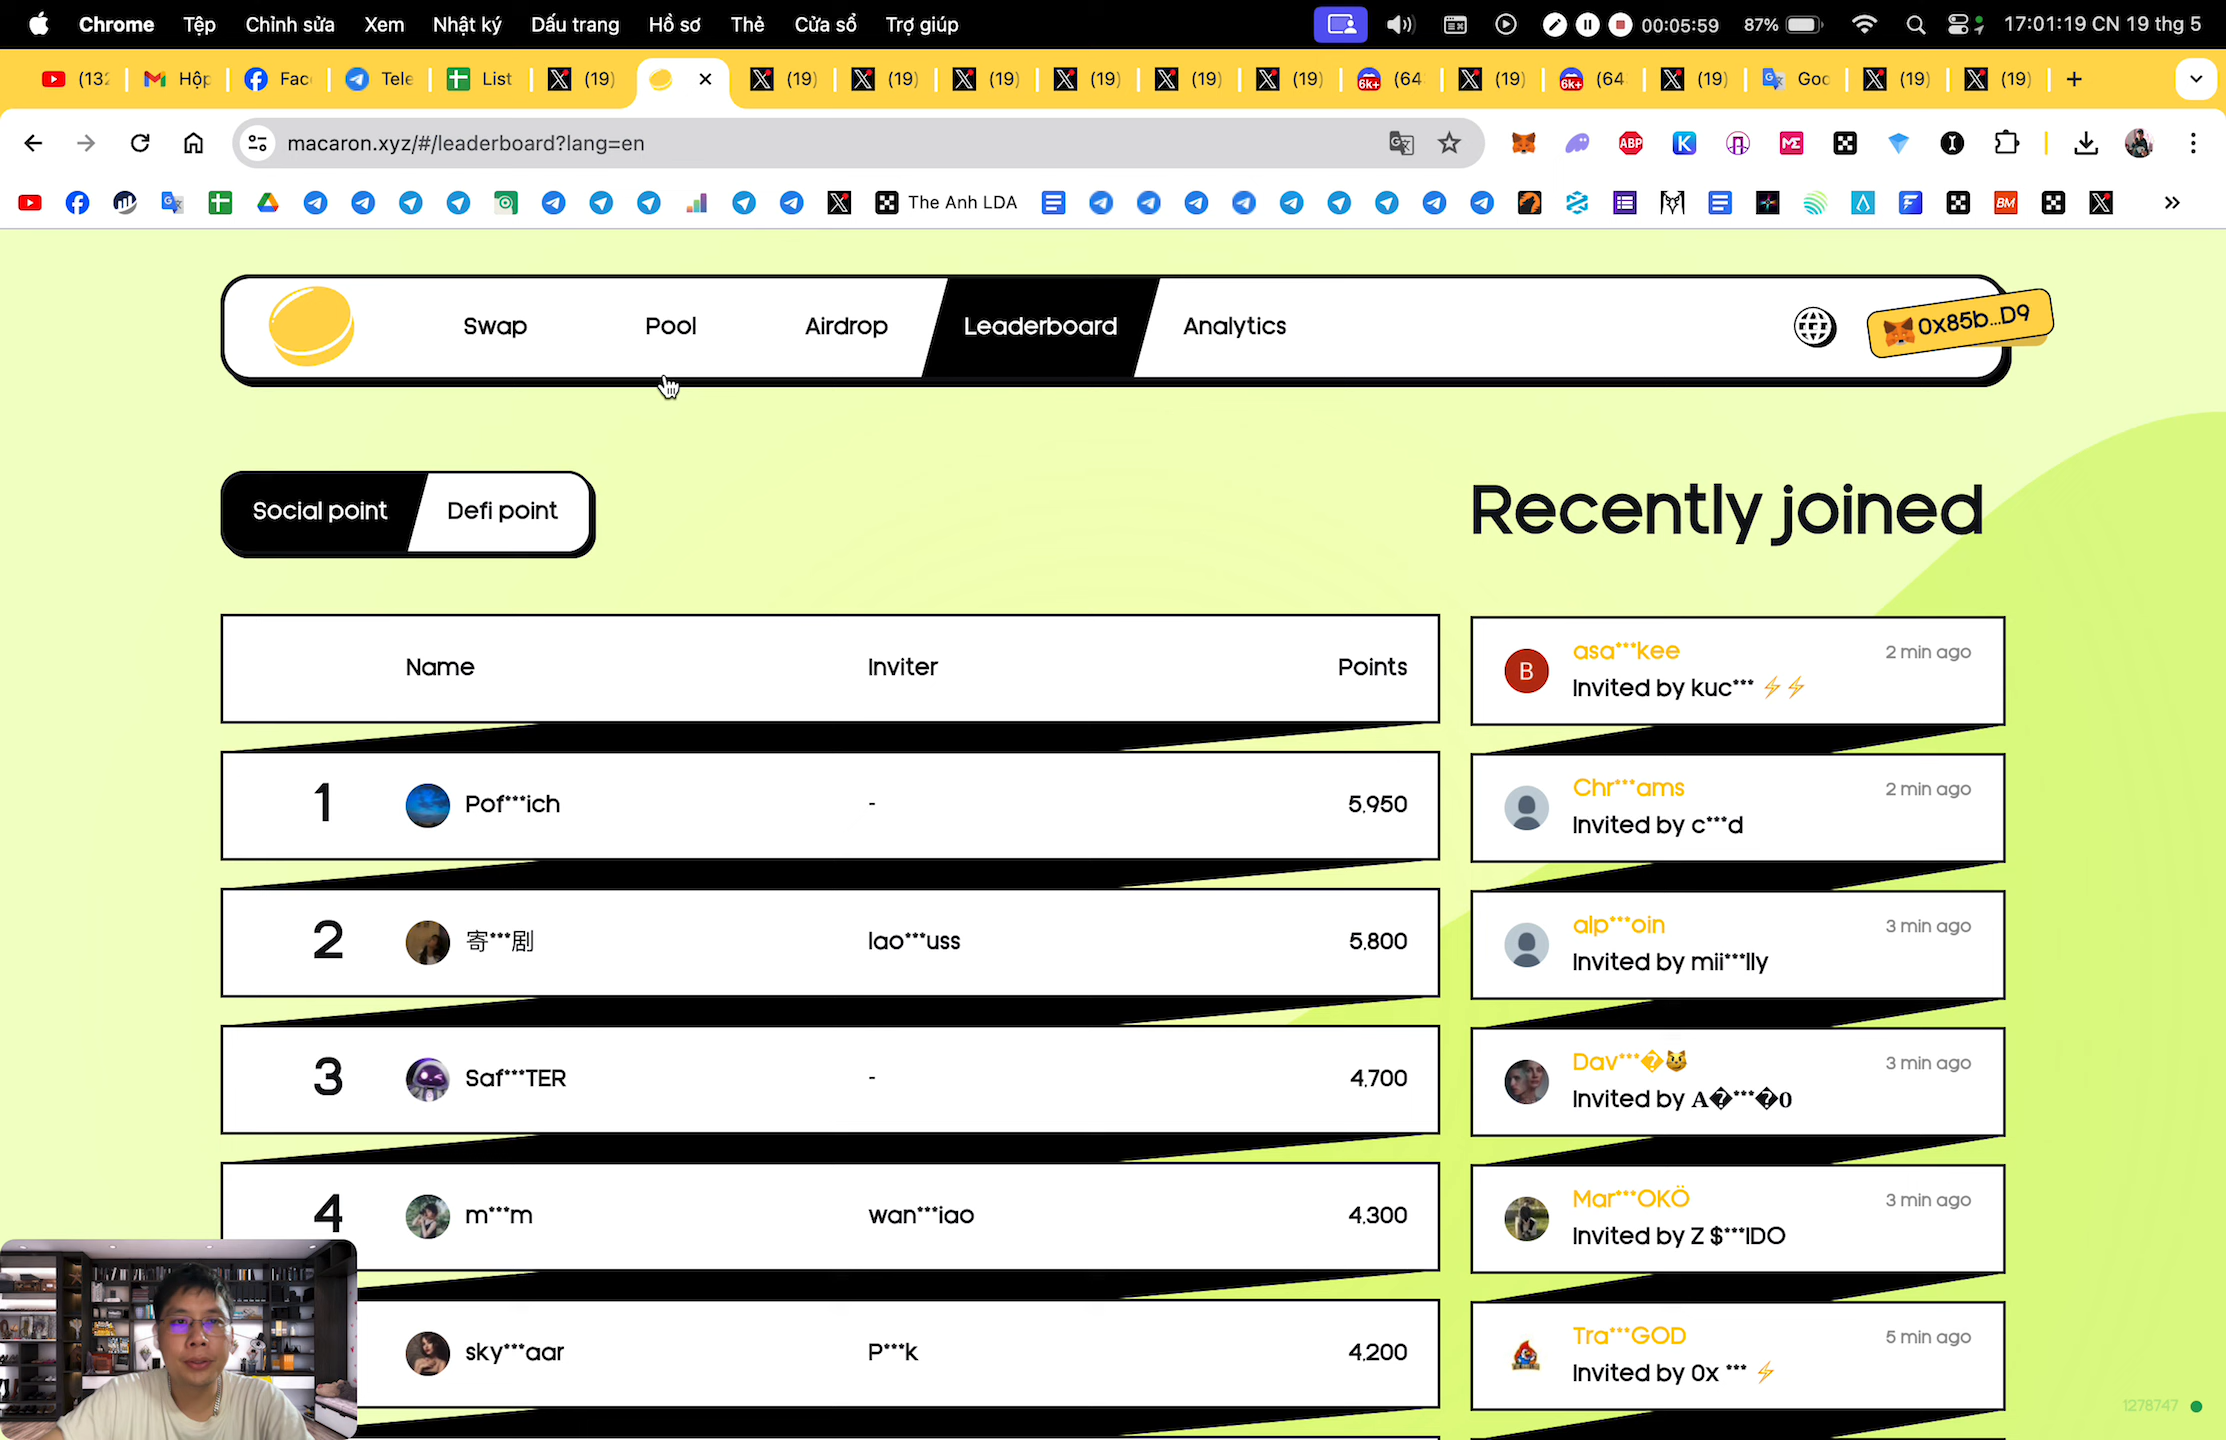 Chrome Tệp Chỉnh sửa Xem Nhật ký Dấu trang Hồ sơ Thẻ Cửa sổ Trợ giúp 00:05:59 87% 17:01:19 CN 19 thg 5
(132 Hộp Fac Tele List (19) (19) (19) (19) (19) (19) (19) (64 (19) (64 (19) Goo (19) (19)
macaron.xyz/#/leaderboard?lang=en
The Anh LDA
Swap Pool Airdrop Leaderboard Analytics 0x85b...D9
Social point Defi point
Recently joined
Name Inviter Points
1 Pof***ich - 5,950
2 寄***剧 lao***uss 5,800
3 Saf***TER - 4,700
4 m***m wan***iao 4,300
sky***aar P***k 4,200
asa***kee 2 min ago
Invited by kuc*** ⚡⚡
Chr***ams 2 min ago
Invited by c***d
alp***oin 3 min ago
Invited by mii***lly
Dav***�😼 3 min ago
Invited by A�***�0
Mar***OKÖ 3 min ago
Invited by Z $***IDO
Tra***GOD 5 min ago
Invited by 0x *** ⚡
1278747